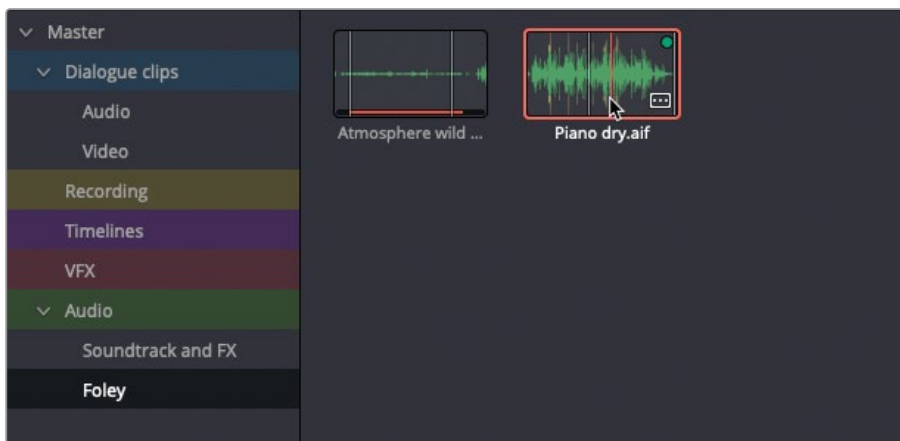 Master
Dialogue clips
Audio
Video
Recording
Timelines
VFX
Audio
Soundtrack and FX
Foley
Atmosphere wild ...
Piano dry.aif